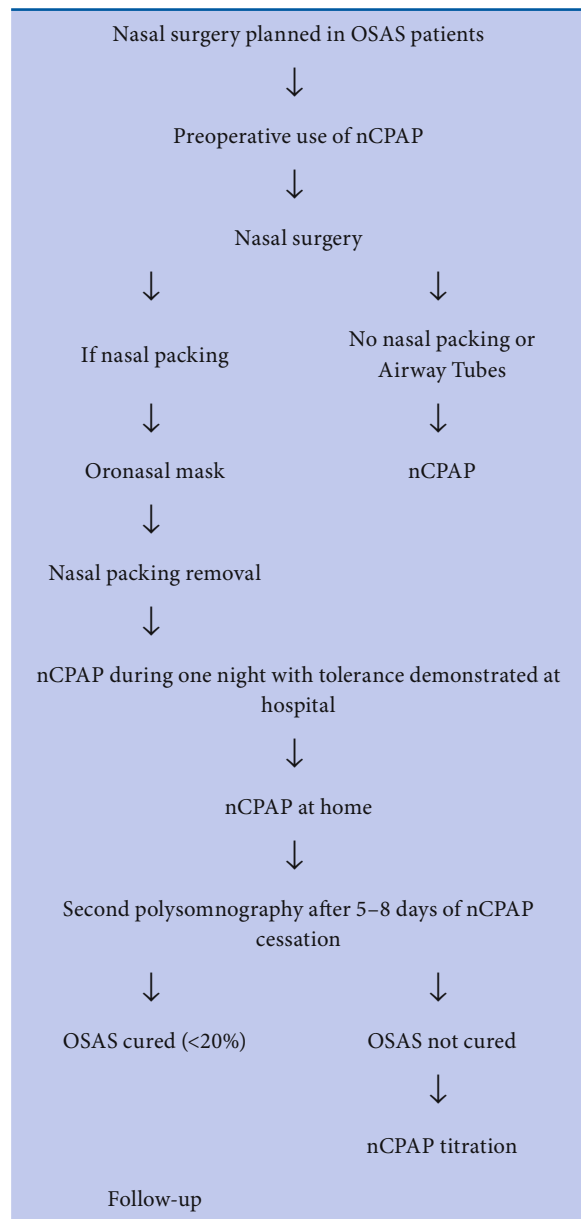 Nasal surgery planned in OSAS patients
↓
Preoperative use of nCPAP
↓
Nasal surgery
↓ ↓
If nasal packing
No nasal packing or
Airway Tubes
↓ ↓
Oronasal mask
nCPAP
↓
Nasal packing removal
↓
nCPAP during one night with tolerance demonstrated at
hospital
↓
nCPAP at home
↓
Second polysomnography after 5–8 days of nCPAP
cessation
↓ ↓
OSAS cured (<20%)
OSAS not cured
↓
nCPAP titration
Follow-up